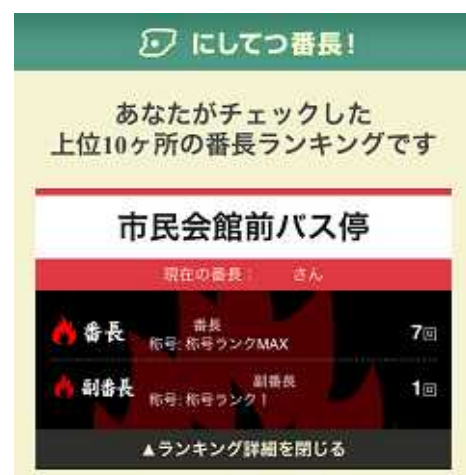 にしてつ番長!
あなたがチェックした
上位10ヶ所の番長ランキングです
市民会館前バス停
現在の番長： さん
番長 番長 7回
称号: 称号ランクMAX
副番長 副番長 1回
称号: 称号ランク1
▲ランキング詳細を閉じる